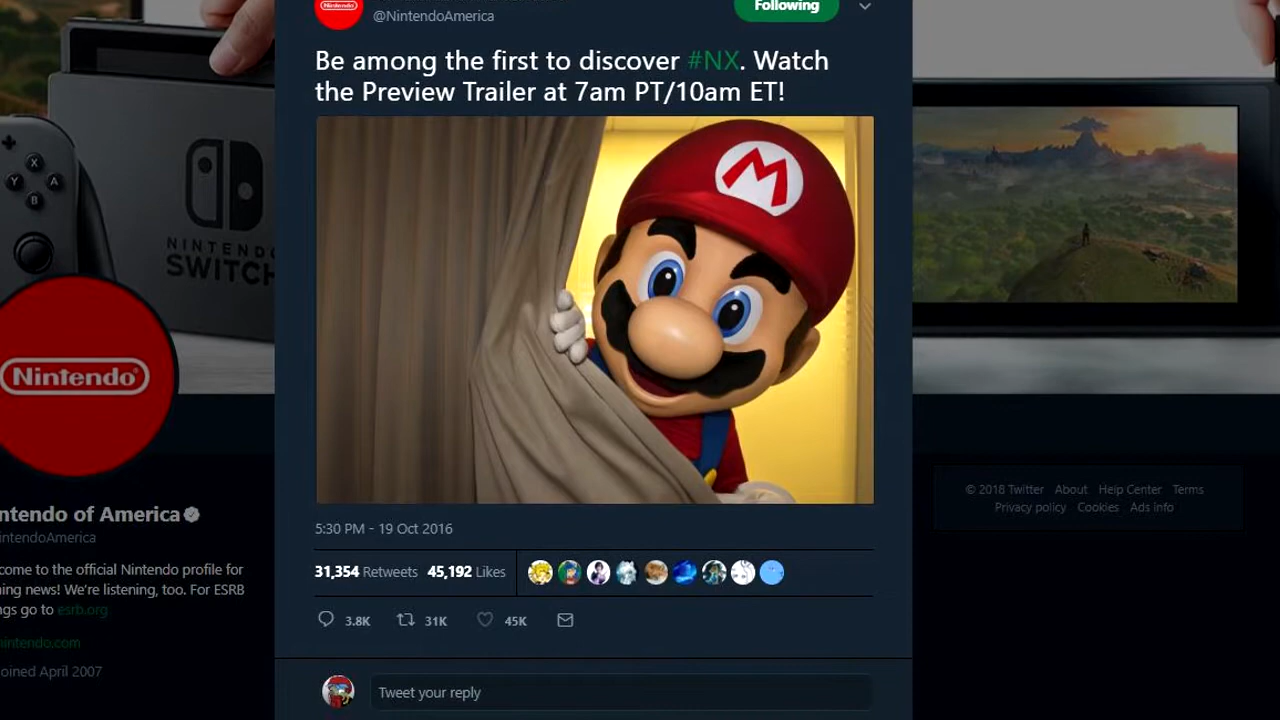 Nintendo
@NintendoAmerica
Following
Be among the first to discover #NX. Watch
the Preview Trailer at 7am PT/10am ET!
M
X
Y
A
B
NINTENDO
SWITCH
Nintendo
ntendo of America
intendoAmerica
come to the official Nintendo profile for
ning news! We're listening, too. For ESRB
ngs go to esrb.org
nintendo.com
oined April 2007
5:30 PM - 19 Oct 2016
31,354 Retweets 45,192 Likes
3.8K 31K 45K
Tweet your reply
© 2018 Twitter About Help Center Terms
Privacy policy Cookies Ads info